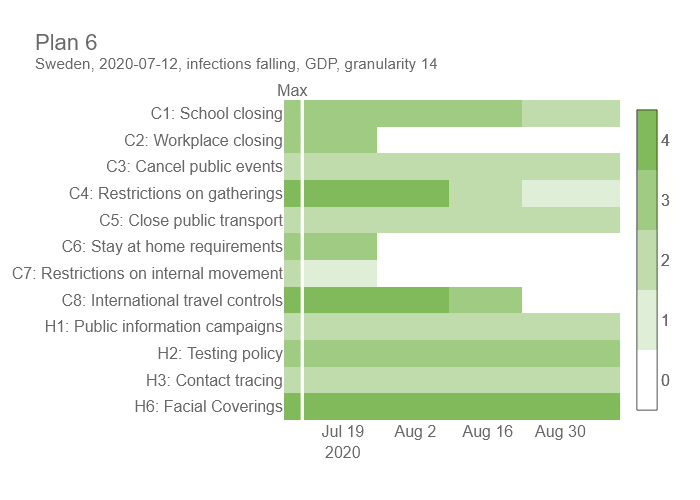 Plan 6
Sweden, 2020-07-12, infections falling, GDP, granularity 14
Max
C1: School closing
C2: Workplace closing
C3: Cancel public events
C4: Restrictions on gatherings
C5: Close public transport
C6: Stay at home requirements
C7: Restrictions on internal movement
C8: International travel controls
H1: Public information campaigns
H2: Testing policy
H3: Contact tracing
H6: Facial Coverings
Jul 19 Aug 2 Aug 16 Aug 30
2020
4
3
2
1
0